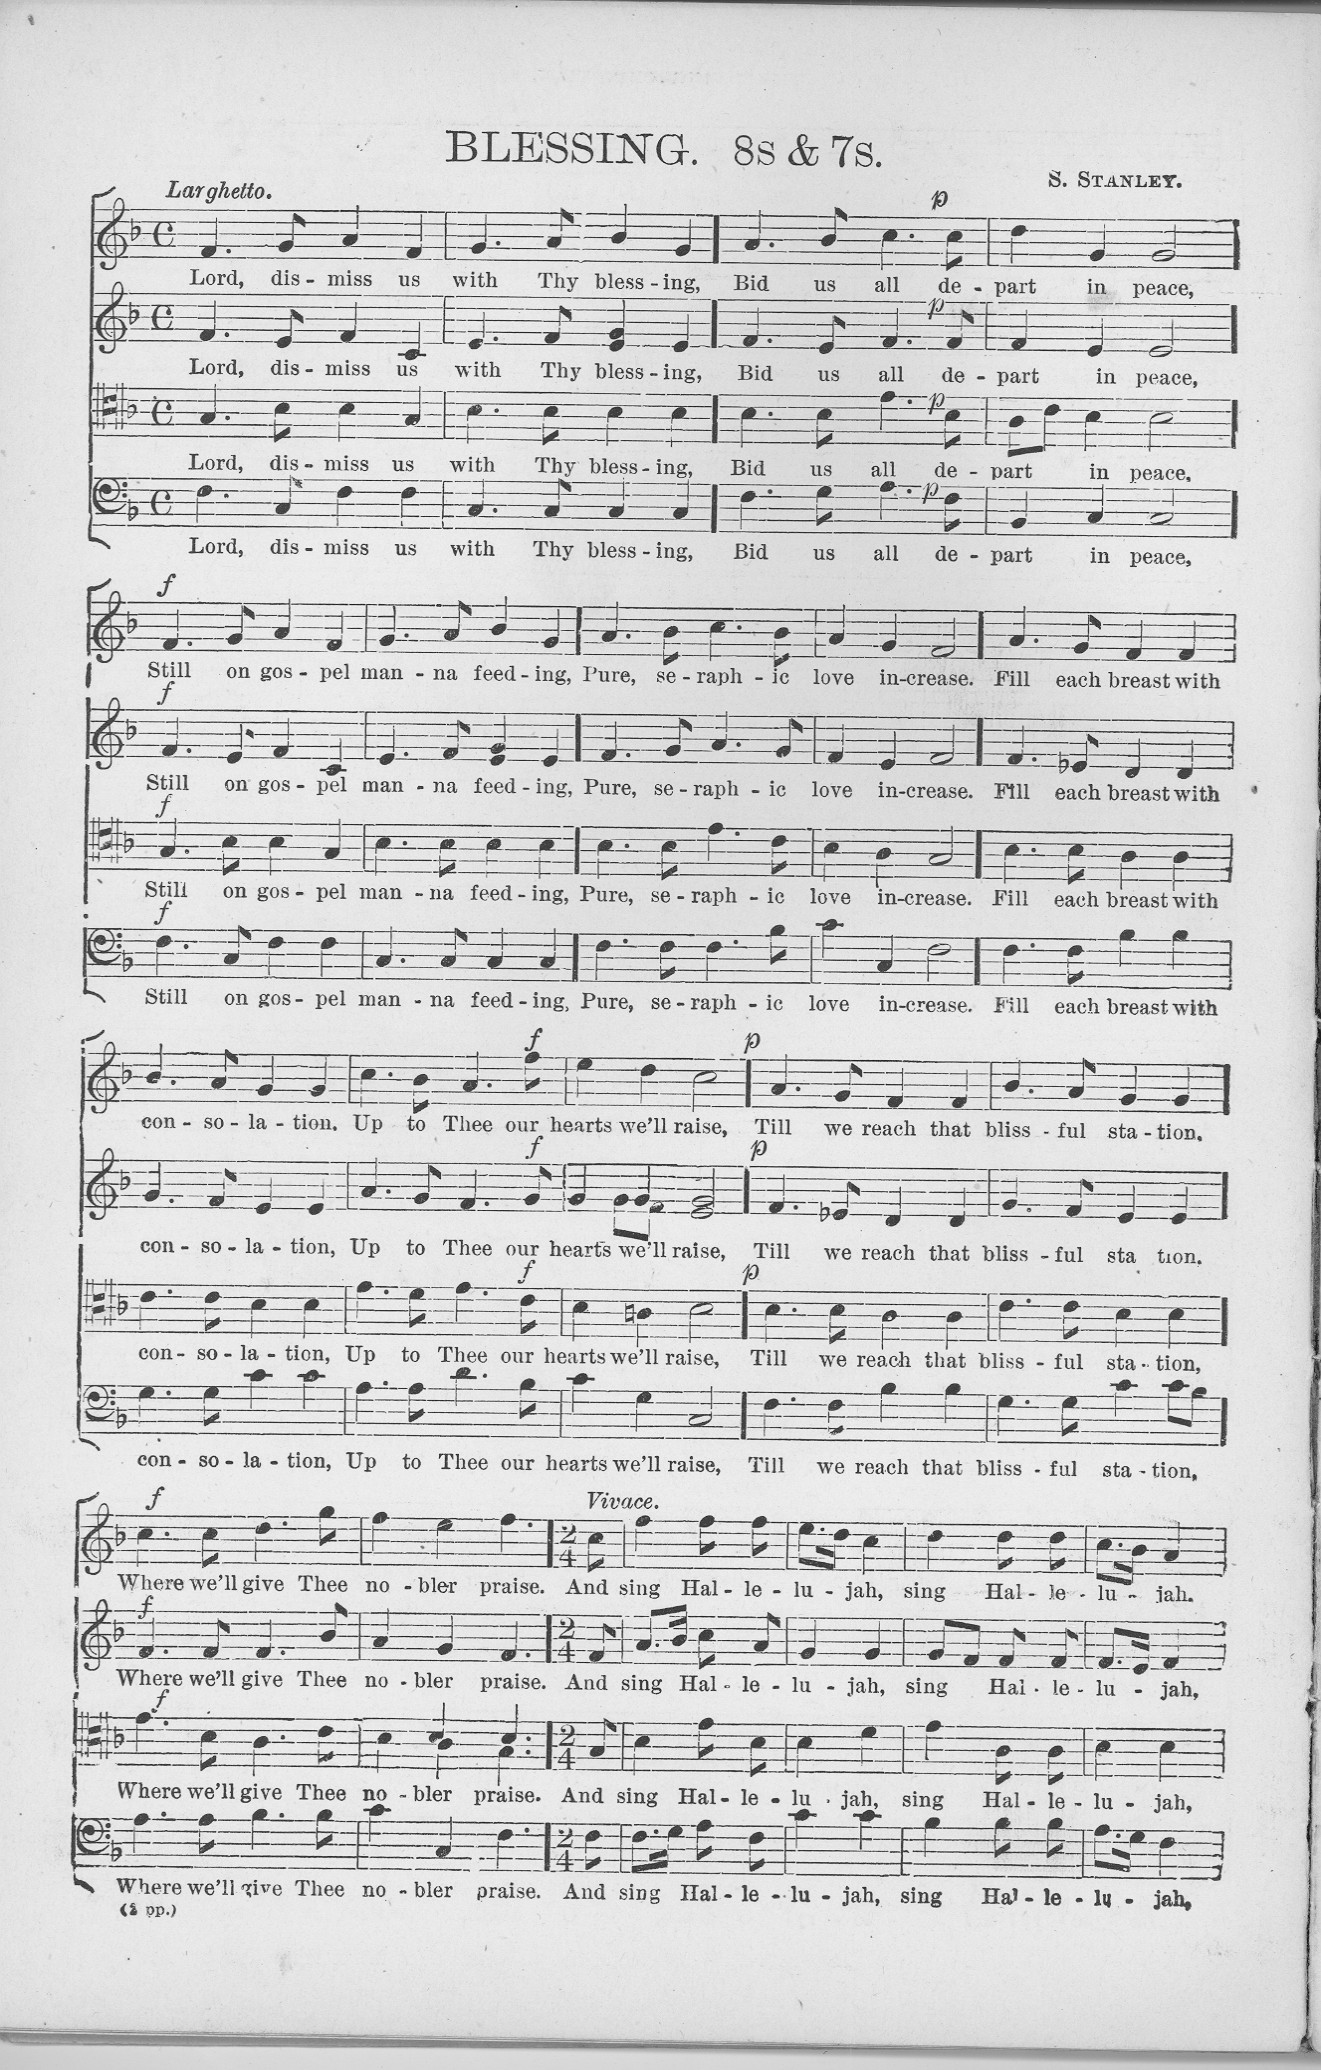 BLESSING. 8s & 7s.
S. STANLEY.
Larghetto.
p
Lord, dis - miss us with Thy bless - ing, Bid us all de - part in peace,
p
Lord, dis - miss us with Thy bless - ing, Bid us all de - part in peace,
p
Lord, dis - miss us with Thy bless - ing, Bid us all de - part in peace,
p
Lord, dis - miss us with Thy bless - ing, Bid us all de - part in peace,
f
Still on gos - pel man - na feed - ing, Pure, se - raph - ic love in-crease. Fill each breast with
f
Still on gos - pel man - na feed - ing, Pure, se - raph - ic love in-crease. Fill each breast with
f
Still on gos - pel man - na feed - ing, Pure, se - raph - ic love in-crease. Fill each breast with
f
Still on gos - pel man - na feed - ing, Pure, se - raph - ic love in-crease. Fill each breast with
f p
con - so - la - tion. Up to Thee our hearts we'll raise, Till we reach that bliss - ful sta - tion.
f p
con - so - la - tion, Up to Thee our hearts we'll raise, Till we reach that bliss - ful sta tion.
f p
con - so - la - tion, Up to Thee our hearts we'll raise, Till we reach that bliss - ful sta - tion,
con - so - la - tion, Up to Thee our hearts we'll raise, Till we reach that bliss - ful sta - tion,
f Vivace.
2 4
Where we'll give Thee no - bler praise. And sing Hal - le - lu - jah, sing Hal - le - lu - jah.
f
2 4
Where we'll give Thee no - bler praise. And sing Hal - le - lu - jah, sing Hal - le - lu - jah,
f
2 4
Where we'll give Thee no - bler praise. And sing Hal - le - lu - jah, sing Hal - le - lu - jah,
2 4
Where we'll give Thee no - bler praise. And sing Hal - le - lu - jah, sing Hal - le - lu - jah,
(2 pp.)